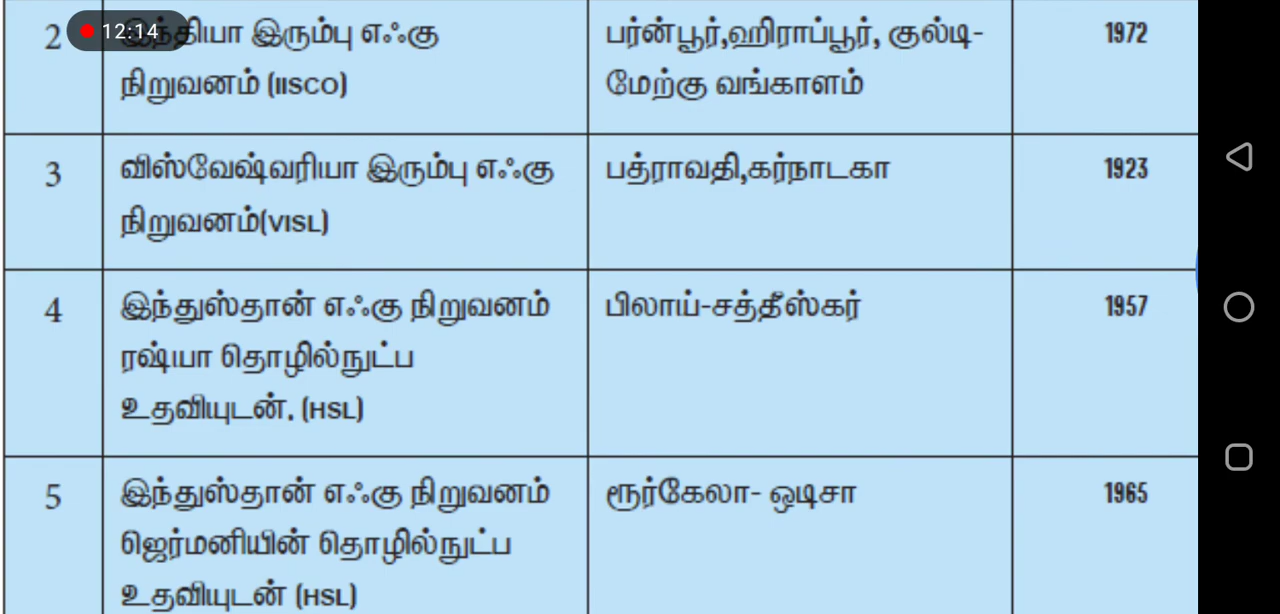 12:14
2 இந்தியா இரும்பு எஃகு பர்ன்பூர்,ஹிராப்பூர், குல்டி- 1972
நிறுவனம் (IISCO) மேற்கு வங்காளம்
3 விஸ்வேஷ்வரியா இரும்பு எஃகு பத்ராவதி,கர்நாடகா 1923
நிறுவனம்(VISL)
4 இந்துஸ்தான் எஃகு நிறுவனம் பிலாய்-சத்தீஸ்கர் 1957
ரஷ்யா தொழில்நுட்ப
உதவியுடன். (HSL)
5 இந்துஸ்தான் எஃகு நிறுவனம் ரூர்கேலா- ஒடிசா 1965
ஜெர்மனியின் தொழில்நுட்ப
உதவியுடன் (HSL)